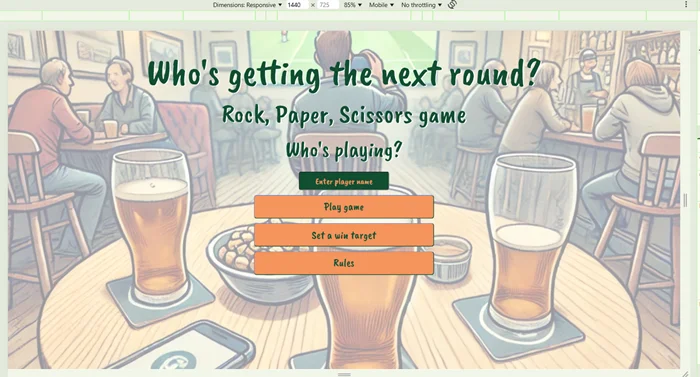 Dimensions: Responsive ▼ 1440 × 725 85% ▼ Mobile ▼ No throttling ▼
Who's getting the next round?
Rock, Paper, Scissors game
Who's playing?
Enter player name
Play game
Set a win target
Rules